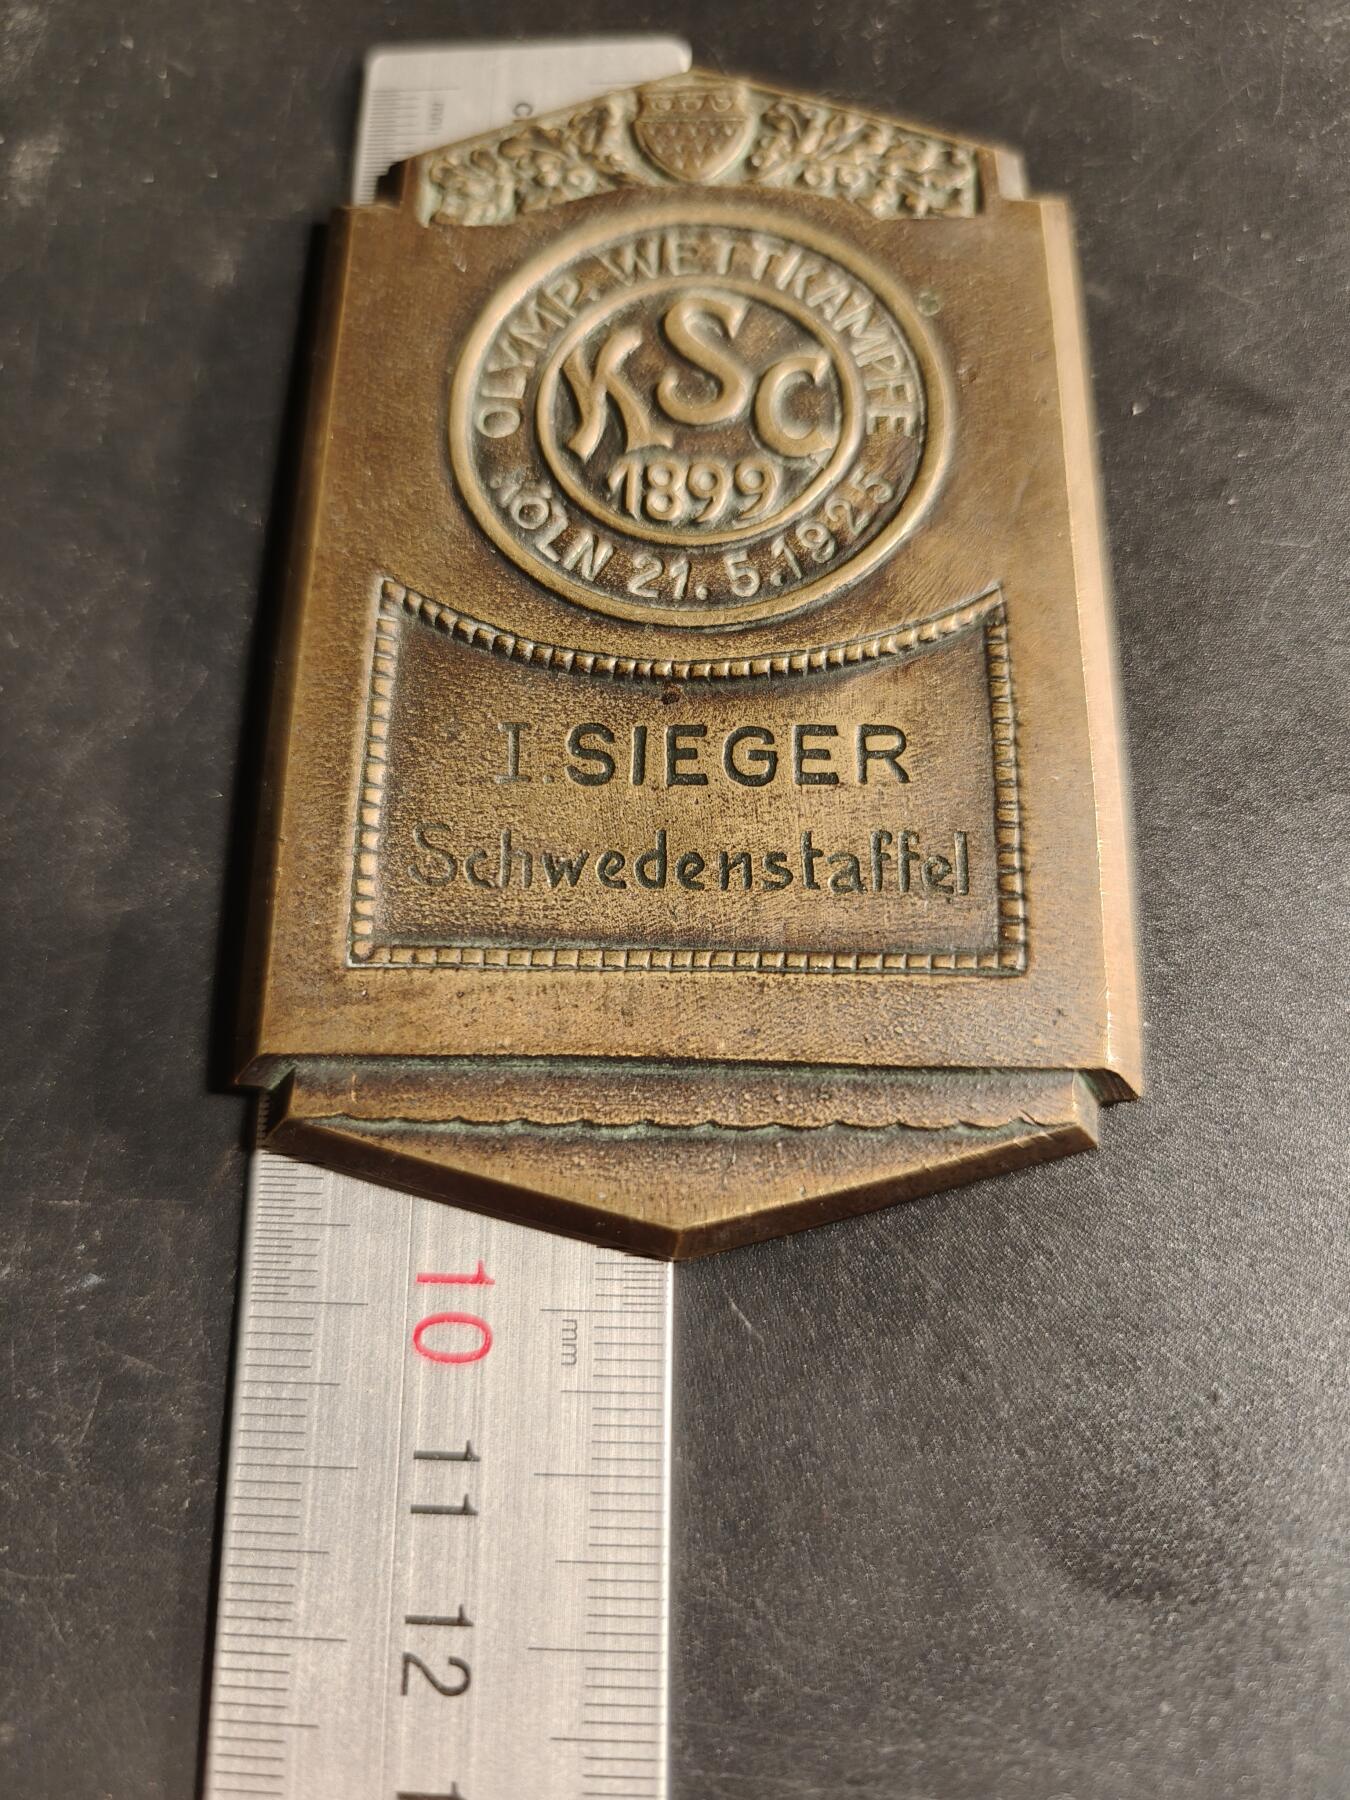 OLYMP. WETTKÄMPFE
KSC
1899
KÖLN 21. 5. 1925
I. SIEGER
Schwedenstaffel
10
mm
11
12